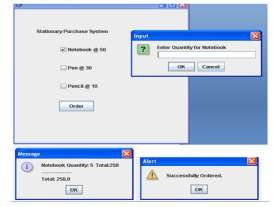 Stationary Purchase System
Notebook @ 50
Pen @ 30
Pencil @ 10
Order
Input
Enter Quantity for Notebook
OK
Cancel
Message
Notebook Quantity: 5 Total:250
Total: 250.0
OK
Alert
Successfully Ordered.
OK